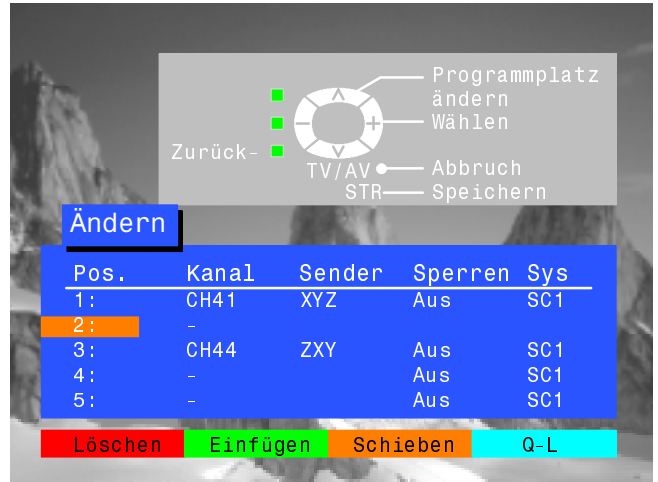 Programmplatz
ändern
Wählen
Zurück-
TV/AV Abbruch
STR Speichern
Ändern
Pos. Kanal Sender Sperren Sys
1: CH41 XYZ Aus SC1
2: -
3: CH44 ZXY Aus SC1
4: - Aus SC1
5: - Aus SC1
Löschen Einfügen Schieben Q-L